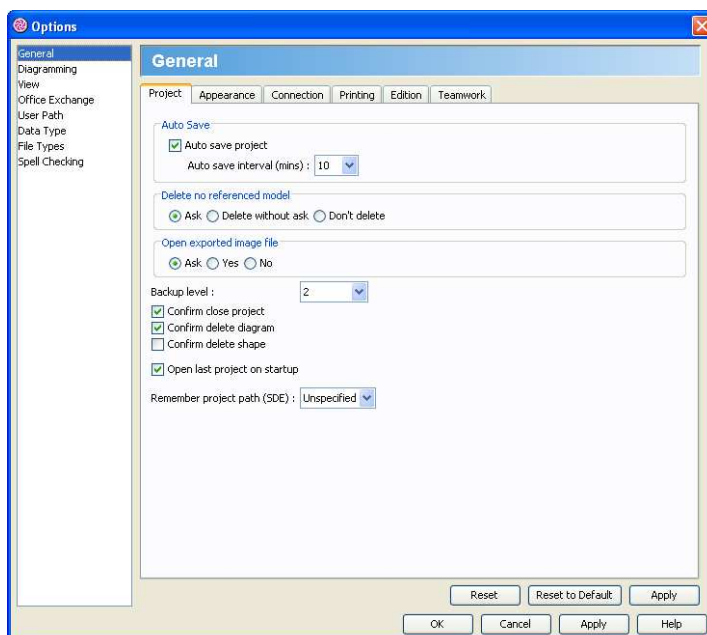 Options
General
Diagramming
View
Office Exchange
User Path
Data Type
File Types
Spell Checking
General
Project Appearance Connection Printing Edition Teamwork
Auto Save
Auto save project
Auto save interval (mins) : 10
Delete no referenced model
Ask Delete without ask Don't delete
Open exported image file
Ask Yes No
Backup level : 2
Confirm close project
Confirm delete diagram
Confirm delete shape
Open last project on startup
Remember project path (SDE) : Unspecified
Reset Reset to Default Apply
OK Cancel Apply Help